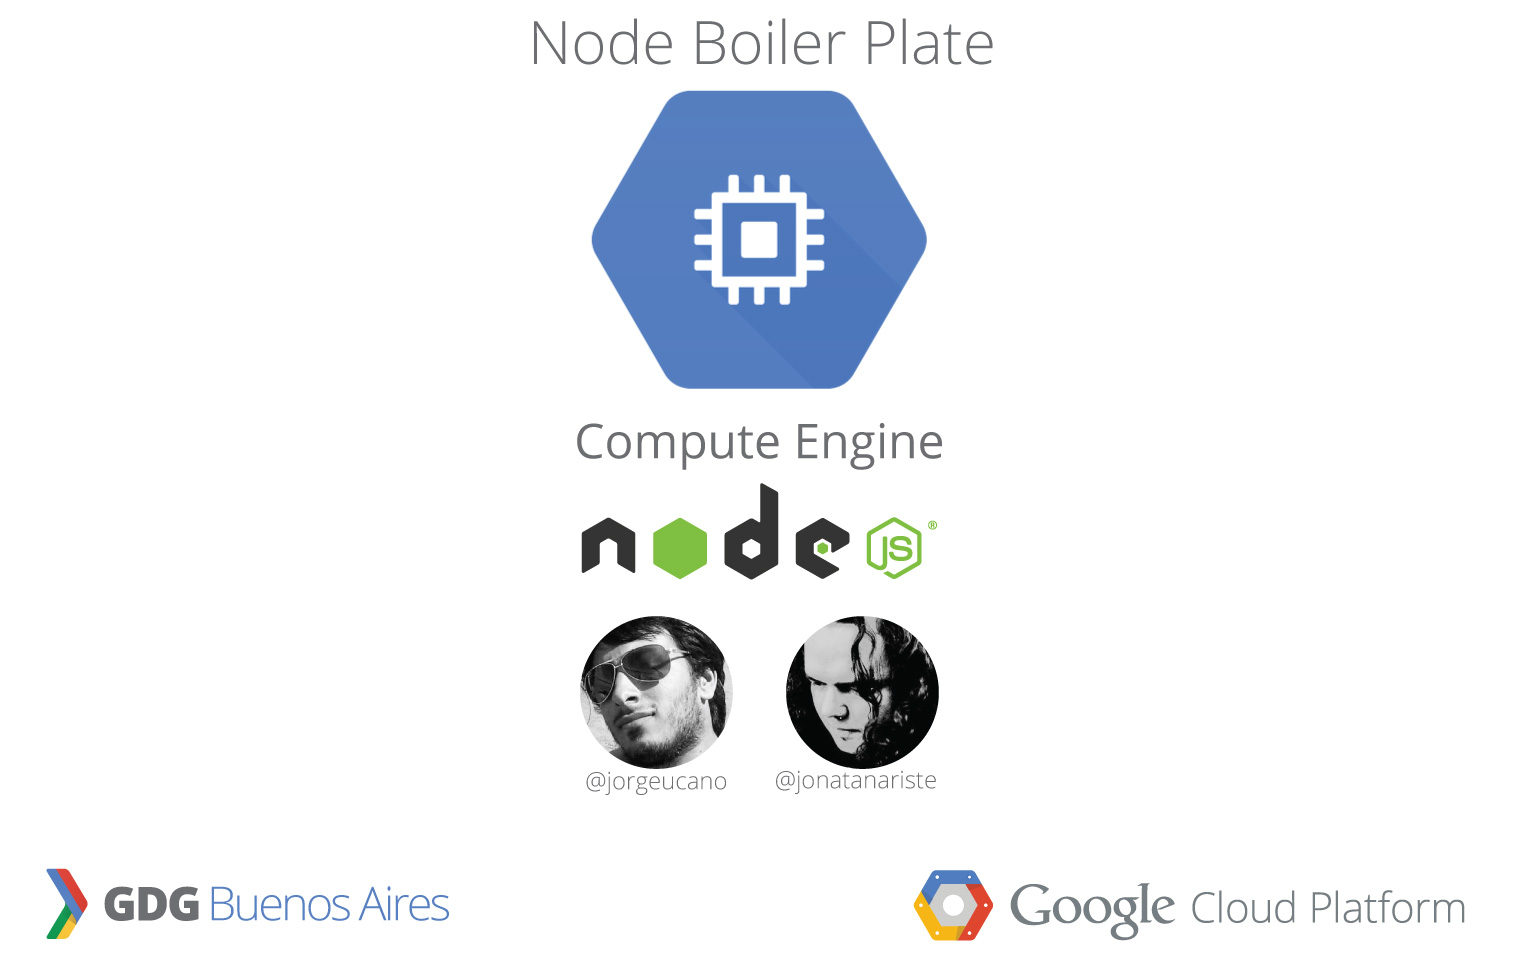 Node Boiler Plate
Compute Engine
node JS ®
@jorgeucano
@jonatanariste
GDG Buenos Aires
Google Cloud Platform